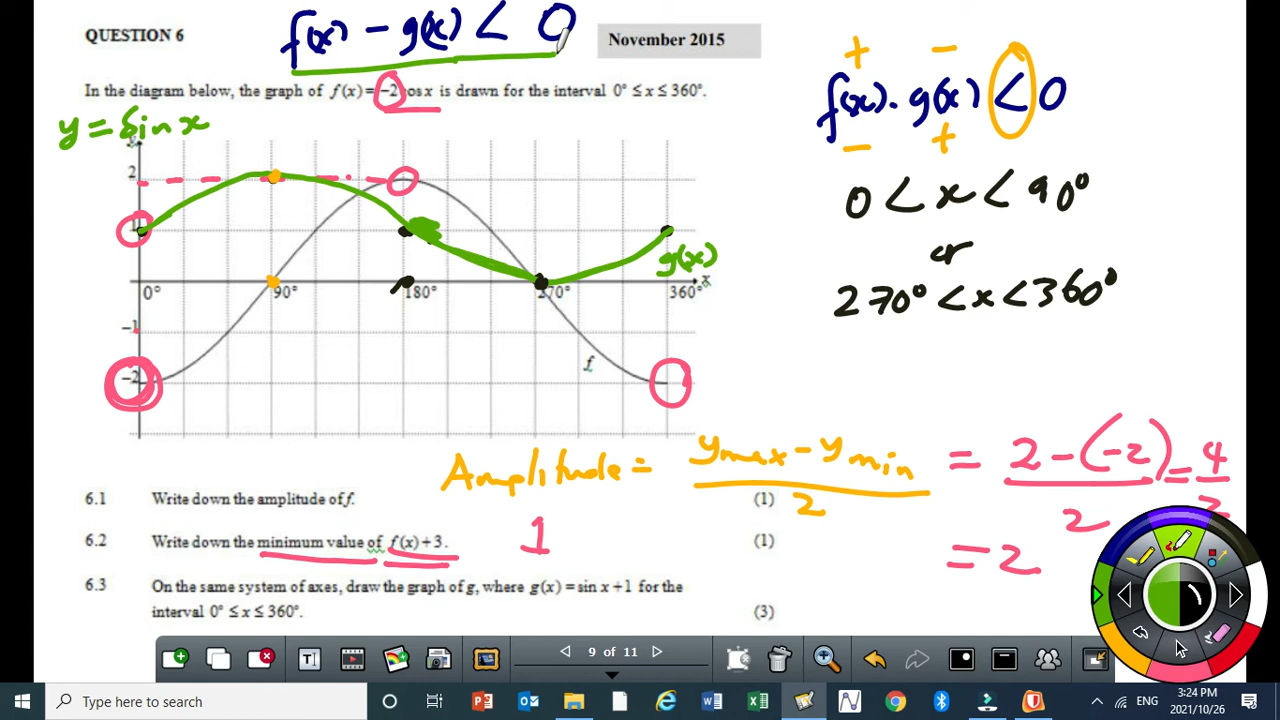 QUESTION 6
f(x) - g(x) < 0
November 2015
In the diagram below, the graph of f(x) = -2 cos x is drawn for the interval 0° ≤ x ≤ 360°.
+ -
f(x). g(x) < 0
- +
y = sin x
0 < x < 90°
or
270° < x < 360°
2
1
g(x)
x
0°
90°
180°
270°
360°
-1
-2
f
Amplitude = ymax - ymin / 2 = 2 - (-2) / 2 = 4 / 2
= 2
6.1 Write down the amplitude of f. (1)
6.2 Write down the minimum value of f(x)+3. 1 (1)
6.3 On the same system of axes, draw the graph of g, where g(x) = sin x + 1 for the
interval 0° ≤ x ≤ 360°. (3)
9 of 11
Type here to search
ENG
3:24 PM
2021/10/26